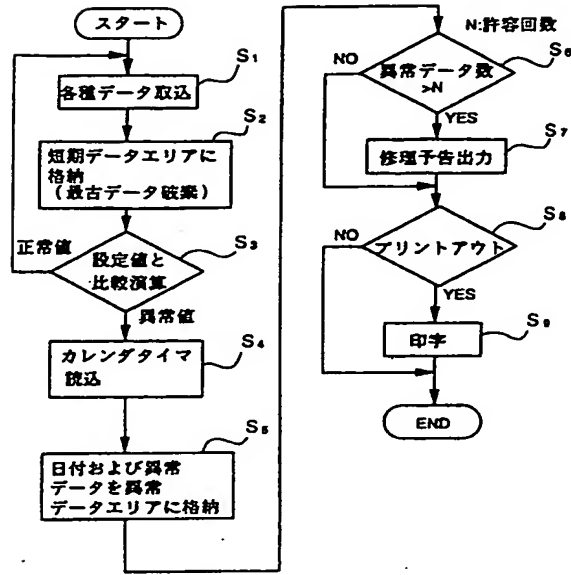 スタート
S1
各種データ取込
S2
短期データエリアに
格納
(最古データ破棄)
正常値
S3
設定値と
比較演算
異常値
S4
カレンダタイマ
読込
S5
日付および異常
データを異常
データエリアに格納
N:許容回数
S6
NO
異常データ数
>N
YES
S7
修理予告出力
S8
NO
プリントアウト
YES
S9
印字
END